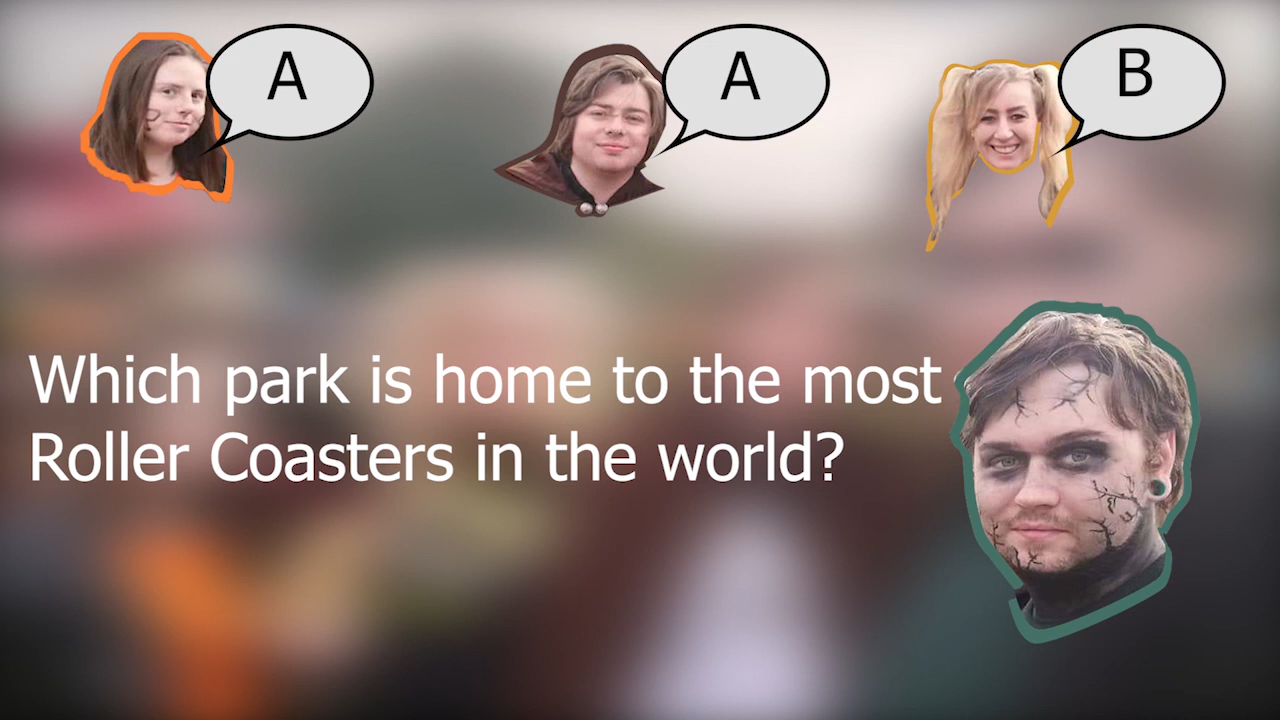 A
A
B
Which park is home to the most
Roller Coasters in the world?